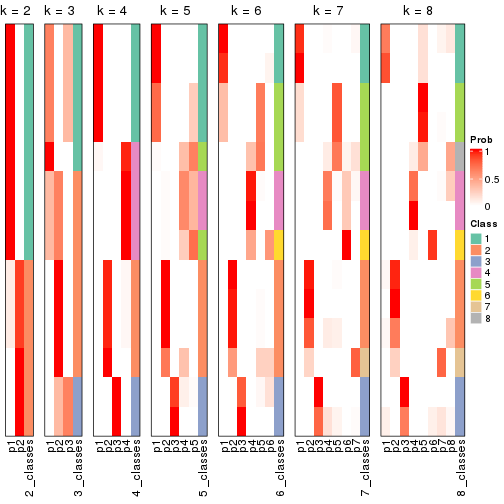 k = 2
k = 3
k = 4
k = 5
k = 6
k = 7
k = 8
p1
p2
2_classes
p1
p2
p3
3_classes
p1
p2
p3
p4
4_classes
p1
p2
p3
p4
p5
5_classes
p1
p2
p3
p4
p5
p6
6_classes
p1
p2
p3
p4
p5
p6
p7
7_classes
p1
p2
p3
p4
p5
p6
p7
p8
8_classes
Prob
1
0.5
0
Class
1
2
3
4
5
6
7
8